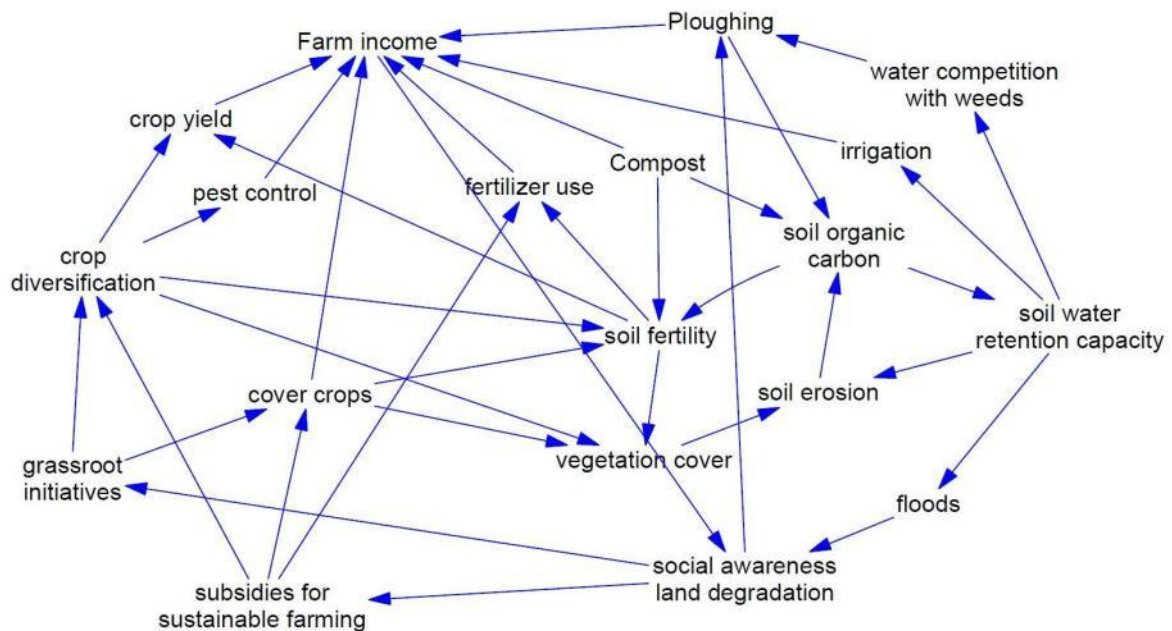 Ploughing
Farm income
water competition
with weeds
crop yield
irrigation
Compost
pest control
fertilizer use
soil organic
carbon
crop
diversification
soil water
retention capacity
soil fertility
cover crops
soil erosion
vegetation cover
grassroot
initiatives
floods
social awareness
land degradation
subsidies for
sustainable farming